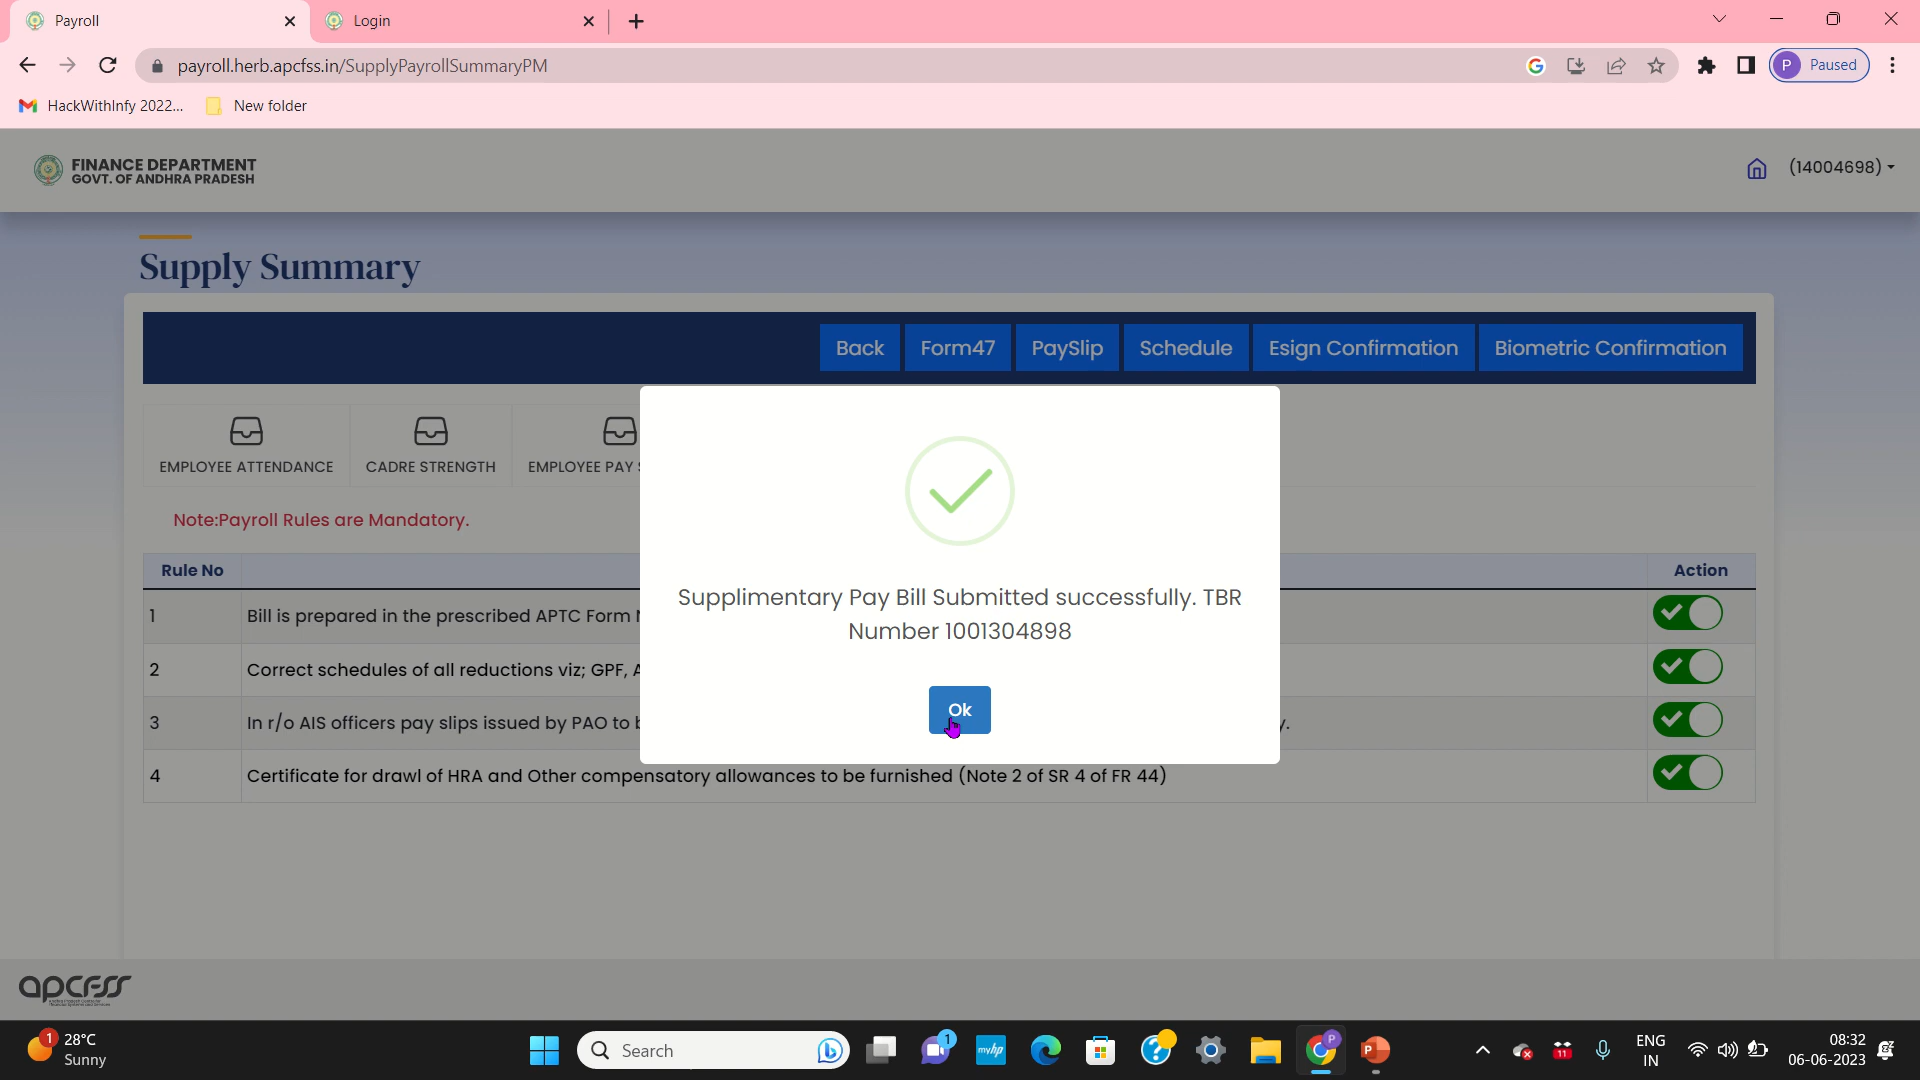 Payroll
Login
payroll.herb.apcfss.in/SupplyPayrollSummaryPM
P Paused
HackWithInfy 2022...
New folder
FINANCE DEPARTMENT
GOVT. OF ANDHRA PRADESH
(14004698)
Supply Summary
Back Form47 PaySlip Schedule Esign Confirmation Biometric Confirmation
EMPLOYEE ATTENDANCE CADRE STRENGTH EMPLOYEE PAY
Note:Payroll Rules are Mandatory.
Rule No Action
1 Bill is prepared in the prescribed APTC Form
2 Correct schedules of all reductions viz; GPF,
3 In r/o AIS officers pay slips issued by PAO to
4 Certificate for drawl of HRA and Other compensatory allowances to be furnished (Note 2 of SR 4 of FR 44)
Supplimentary Pay Bill Submitted successfully. TBR
Number 1001304898
Ok
apcfss
1 28°C
Sunny
Search
1
myhp
P
P
11
ENG
IN
08:32
06-06-2023